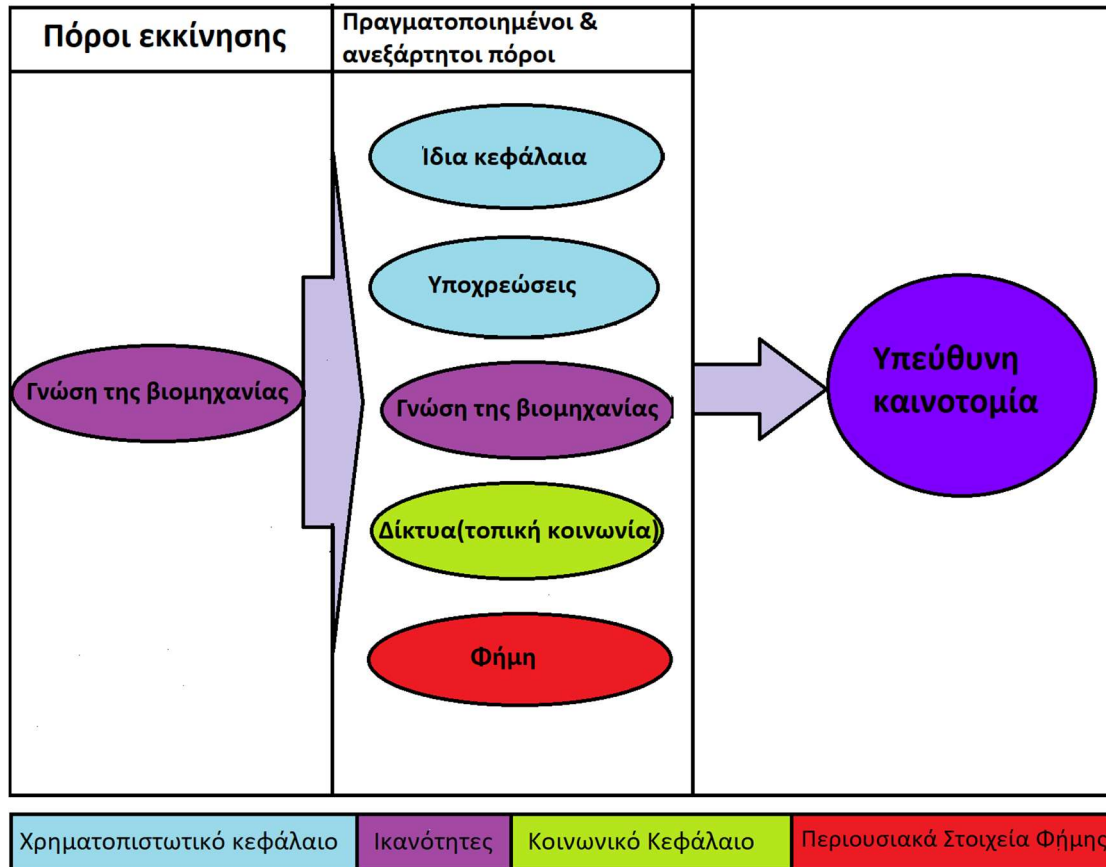 Πόροι εκκίνησης
Πραγματοποιημένοι &
ανεξάρτητοι πόροι
Ίδια κεφάλαια
Υποχρεώσεις
Γνώση της βιομηχανίας
Γνώση της βιομηχανίας
Δίκτυα(τοπική κοινωνία)
Φήμη
Υπεύθυνη
καινοτομία
Χρηματοπιστωτικό κεφάλαιο
Ικανότητες
Κοινωνικό Κεφάλαιο
Περιουσιακά Στοιχεία Φήμης